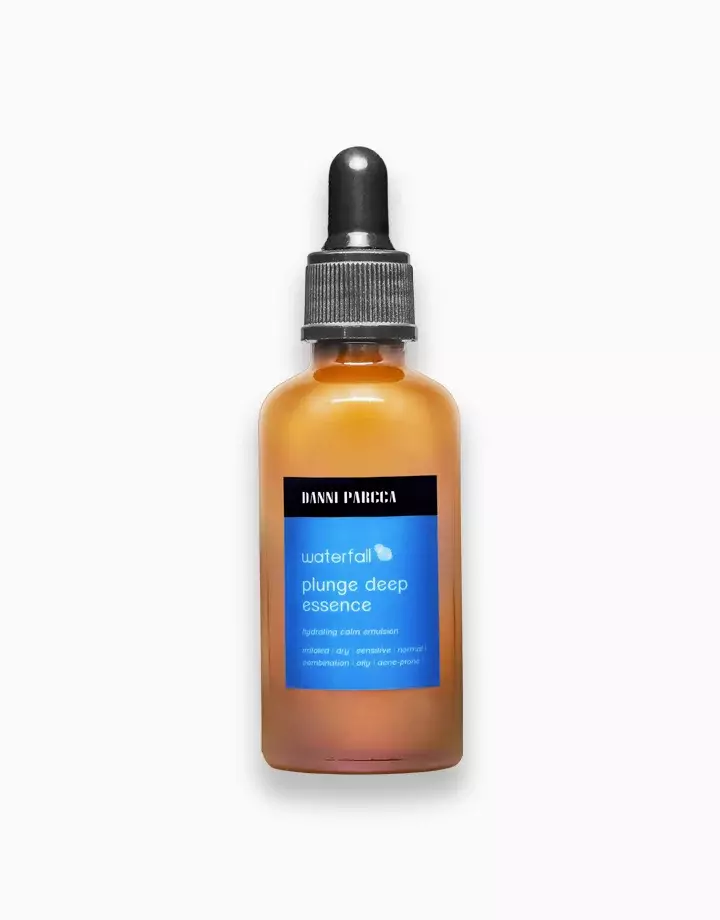 DANNI PARCCA
waterfall
plunge deep
essence
hydrating calm emulsion
irritated | dry | sensitive | normal |
combination | oily | acne-prone